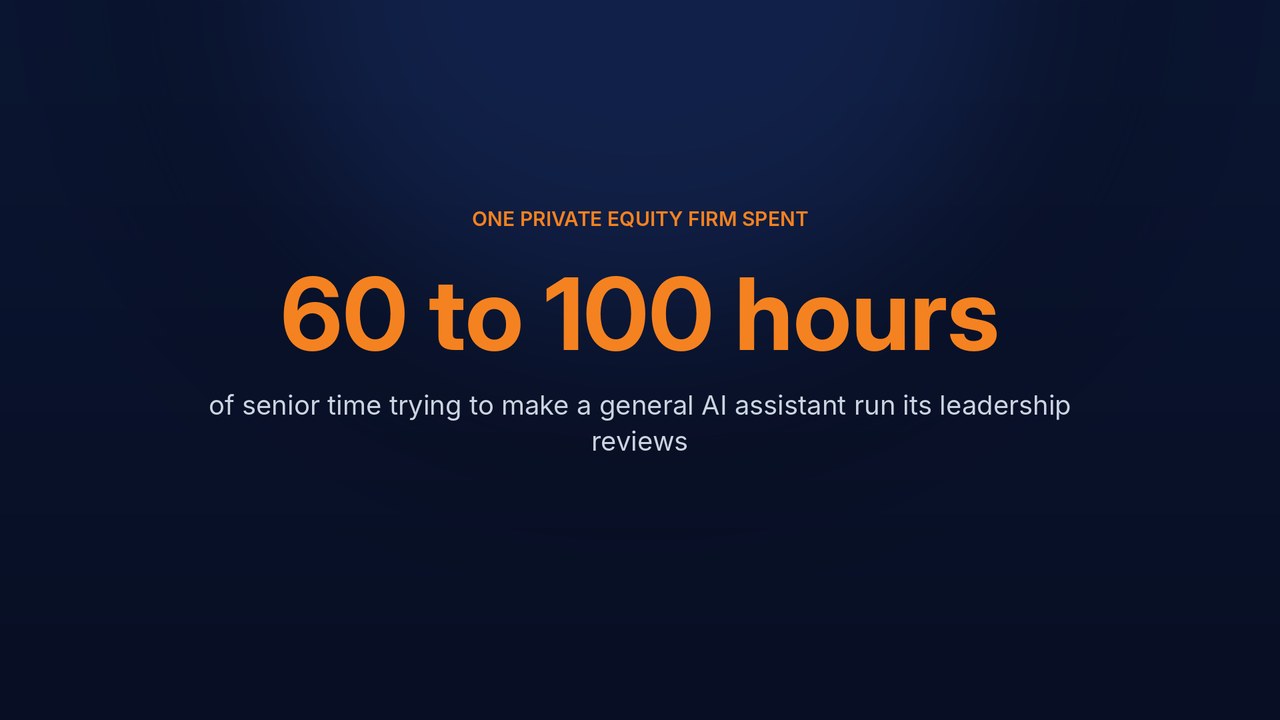 ONE PRIVATE EQUITY FIRM SPENT
60 to 100 hours
of senior time trying to make a general AI assistant run its leadership
reviews